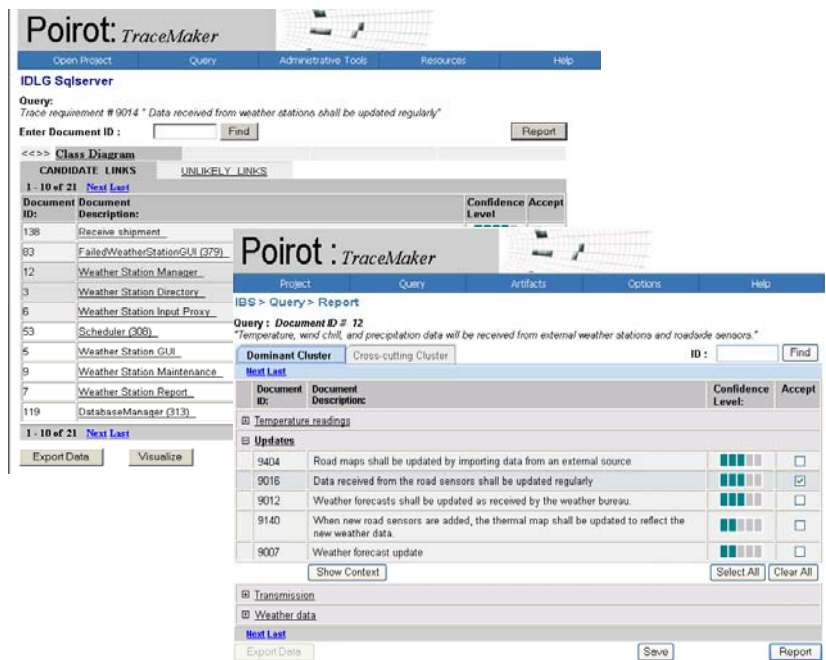 Poirot: TraceMaker
Open Project Query Administrative Tools Resources Help
IDLG Sqlserver
Query:
Trace requirement # 9014 " Data received from weather stations shall be updated regularly"
Enter Document ID : Find Report
<<>> Class Diagram
CANDIDATE LINKS UNLIKELY LINKS
1 - 10 of 21 Next Last
Document ID: Document Description: Confidence Level Accept
138 Receive shipment
83 FailedWeatherStationGUI (379)
12 Weather Station Manager
3 Weather Station Directory
6 Weather Station Input Proxy
53 Scheduler (308)
5 Weather Station GUI
9 Weather Station Maintenance
7 Weather Station Report
119 DatabaseManager (313)
1 - 10 of 21 Next Last
Export Data Visualize
Poirot : TraceMaker
Project Query Artifacts Options Help
IBS > Query > Report
Query : Document ID # 12
"Temperature, wind chill, and precipitation data will be received from external weather stations and roadside sensors."
Dominant Cluster Cross-cutting Cluster ID : Find
Next Last
Document ID: Document Description: Confidence Level: Accept
Temperature readings
Updates
9404 Road maps shall be updated by importing data from an external source
9016 Data received from the road sensors shall be updated regularly
9012 Weather forecasts shall be updated as received by the weather bureau.
9140 When new road sensors are added, the thermal map shall be updated to reflect the
new weather data.
9007 Weather forecast update
Show Context Select All Clear All
Transmission
Weather data
Next Last
Export Data Save Report